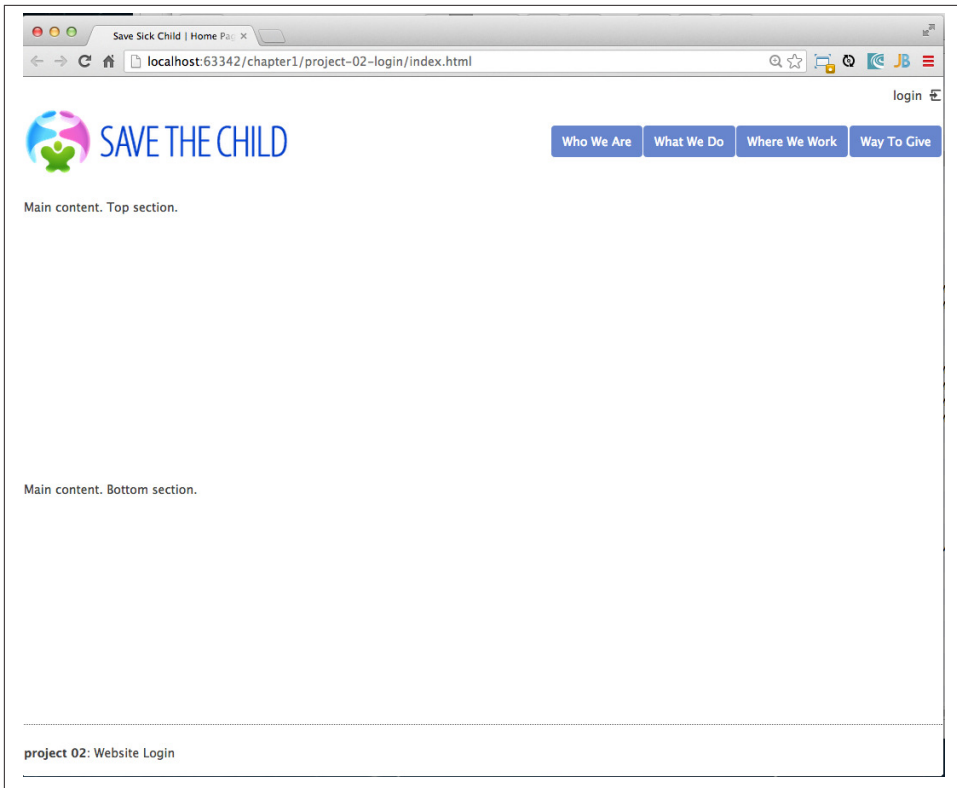 Save Sick Child | Home Pag
localhost:63342/chapter1/project-02-login/index.html
JB
login
SAVE THE CHILD
Who We Are What We Do Where We Work Way To Give
Main content. Top section.
Main content. Bottom section.
project 02: Website Login